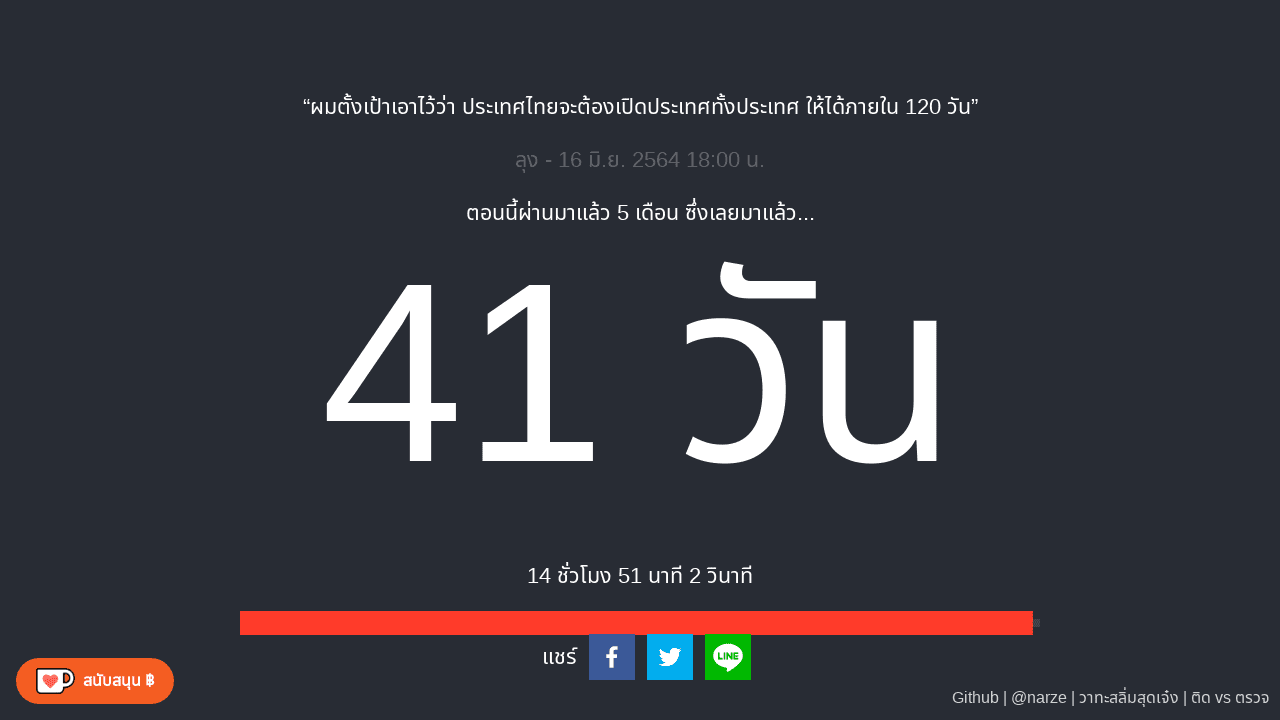 “ผมตั้งเป้าเอาไว้ว่า ประเทศไทยจะต้องเปิดประเทศทั้งประเทศ ให้ได้ภายใน 120 วัน”
ลุง - 16 มิ.ย. 2564 18:00 น.
ตอนนี้ผ่านมาแล้ว 5 เดือน ซึ่งเลยมาแล้ว...
41 วัน
14 ชั่วโมง 51 นาที 2 วินาที
แชร์ LINE
สนับสนุน ฿
Github | @narze | วาทะสลิ่มสุดเจ๋ง | ติด vs ตรวจ